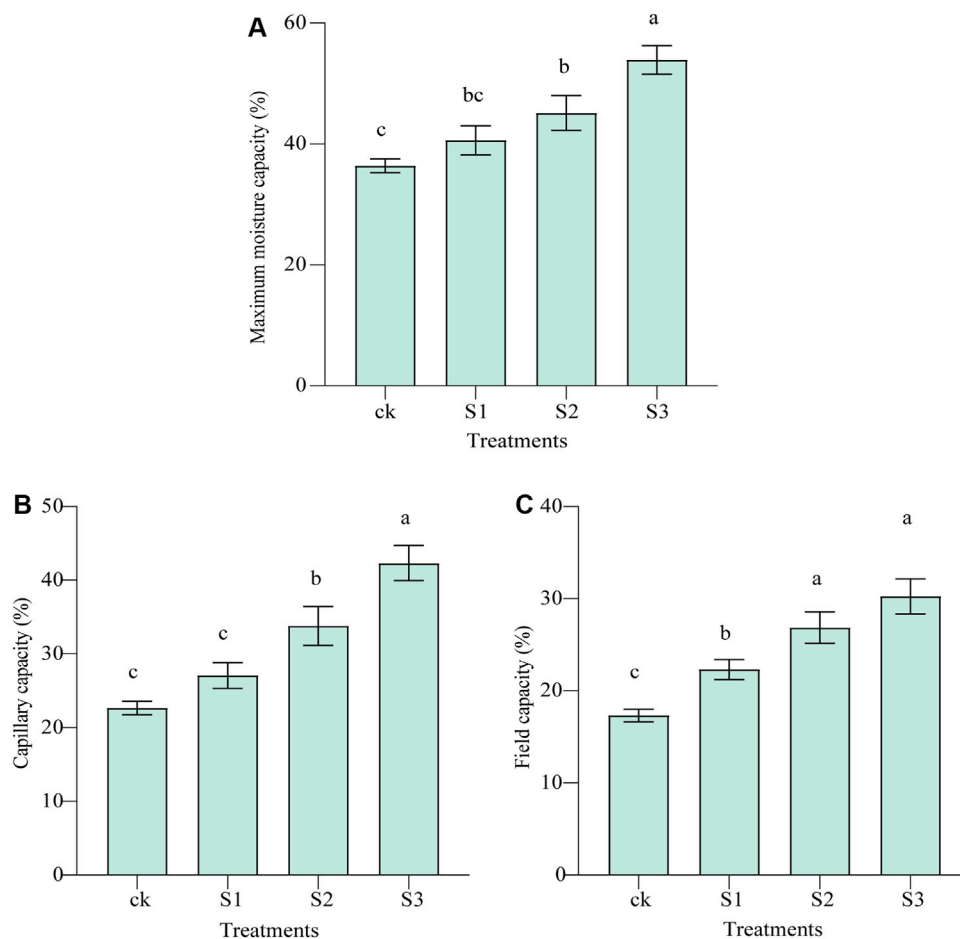 A
Maximum moisture capacity (%)
60
40
20
0
c
bc
b
a
ck S1 S2 S3
Treatments
B
Capillary capacity (%)
50
40
30
20
10
0
c
c
b
a
ck S1 S2 S3
Treatments
C
Field capacity (%)
40
30
20
10
0
c
b
a
a
ck S1 S2 S3
Treatments